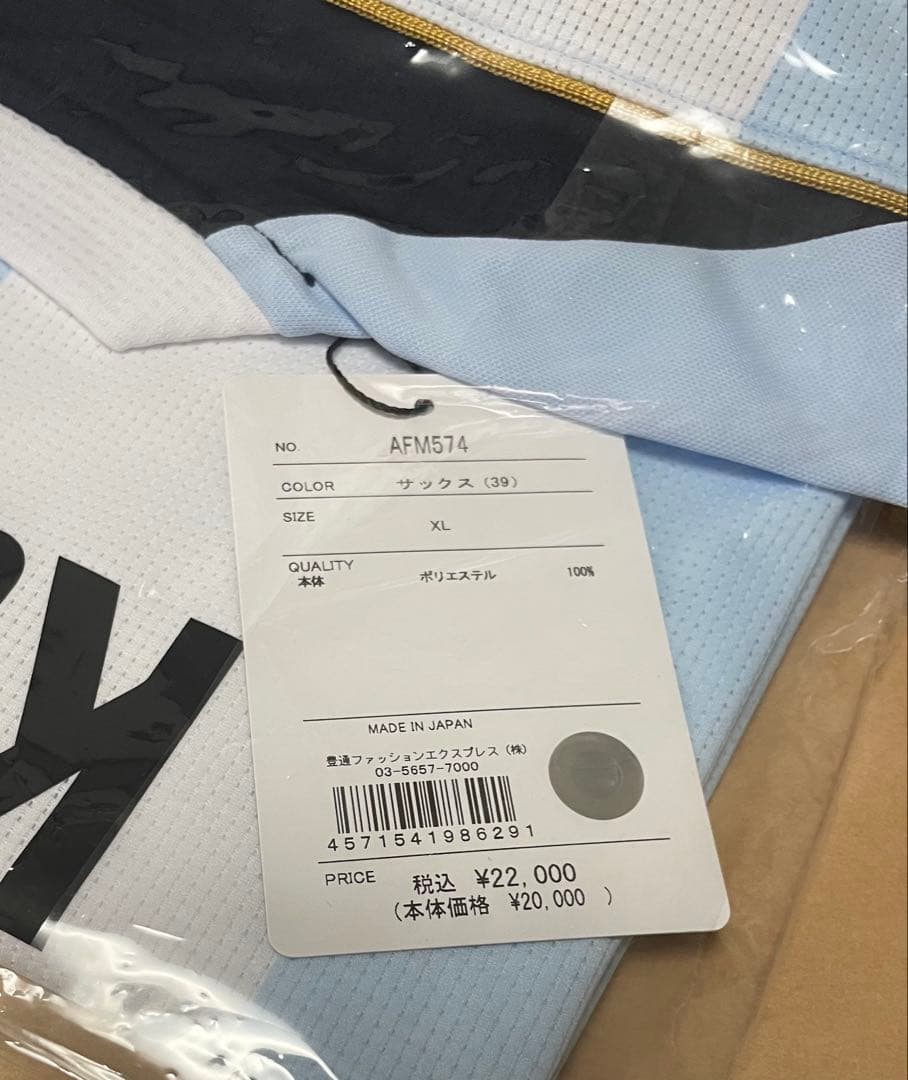 NO. AFM574
COLOR サックス (39)
SIZE XL
QUALITY
本体 ポリエステル 100%
MADE IN JAPAN
豊通ファッションエクスプレス (株)
03-5657-7000
4571541986291
PRICE 税込 ¥22,000
(本体価格 ¥20,000 )